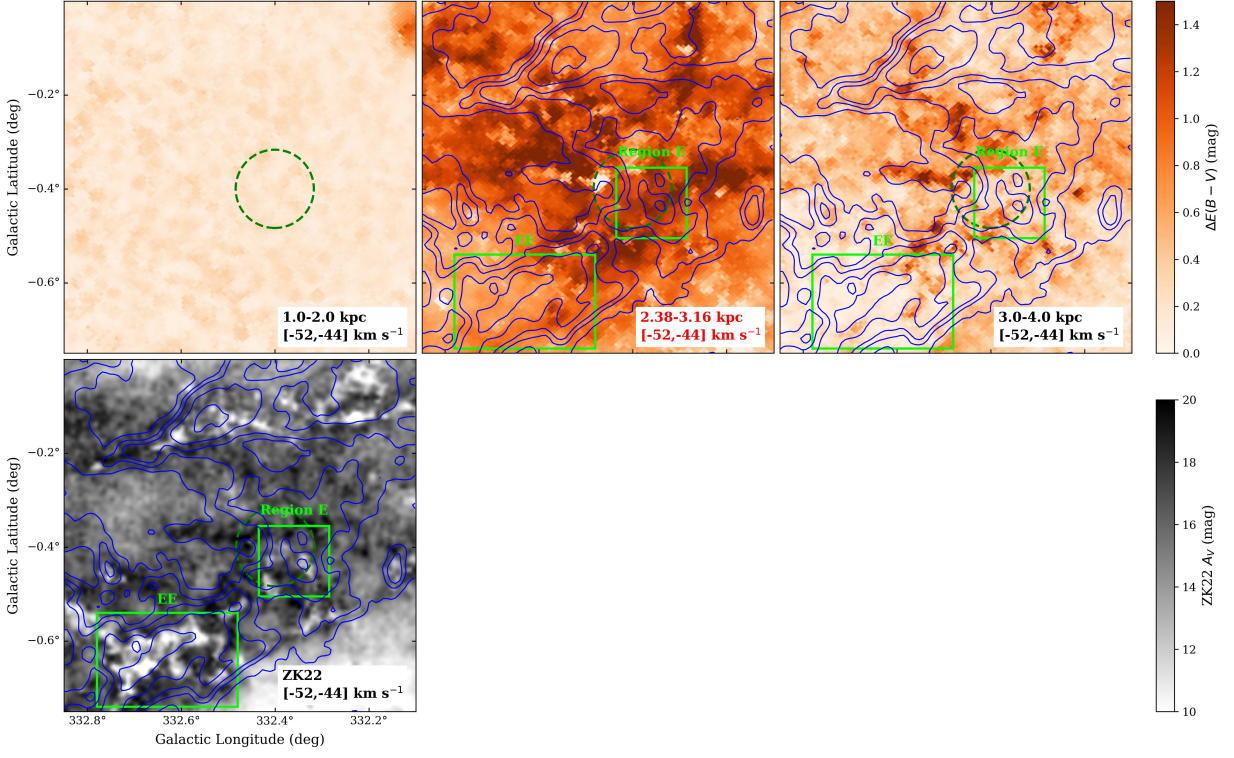 Galactic Latitude (deg)
−0.2°
−0.4°
−0.6°
1.0-2.0 kpc
[-52,-44] km s⁻¹
Region E
EE
2.38-3.16 kpc
[-52,-44] km s⁻¹
Region E
EE
3.0-4.0 kpc
[-52,-44] km s⁻¹
1.4
1.2
1.0
0.8
0.6
0.4
0.2
0.0
ΔE(B − V) (mag)
Galactic Latitude (deg)
−0.2°
−0.4°
−0.6°
Region E
EE
ZK22
[-52,-44] km s⁻¹
332.8° 332.6° 332.4° 332.2°
Galactic Longitude (deg)
20
18
16
14
12
10
ZK22 A_V (mag)